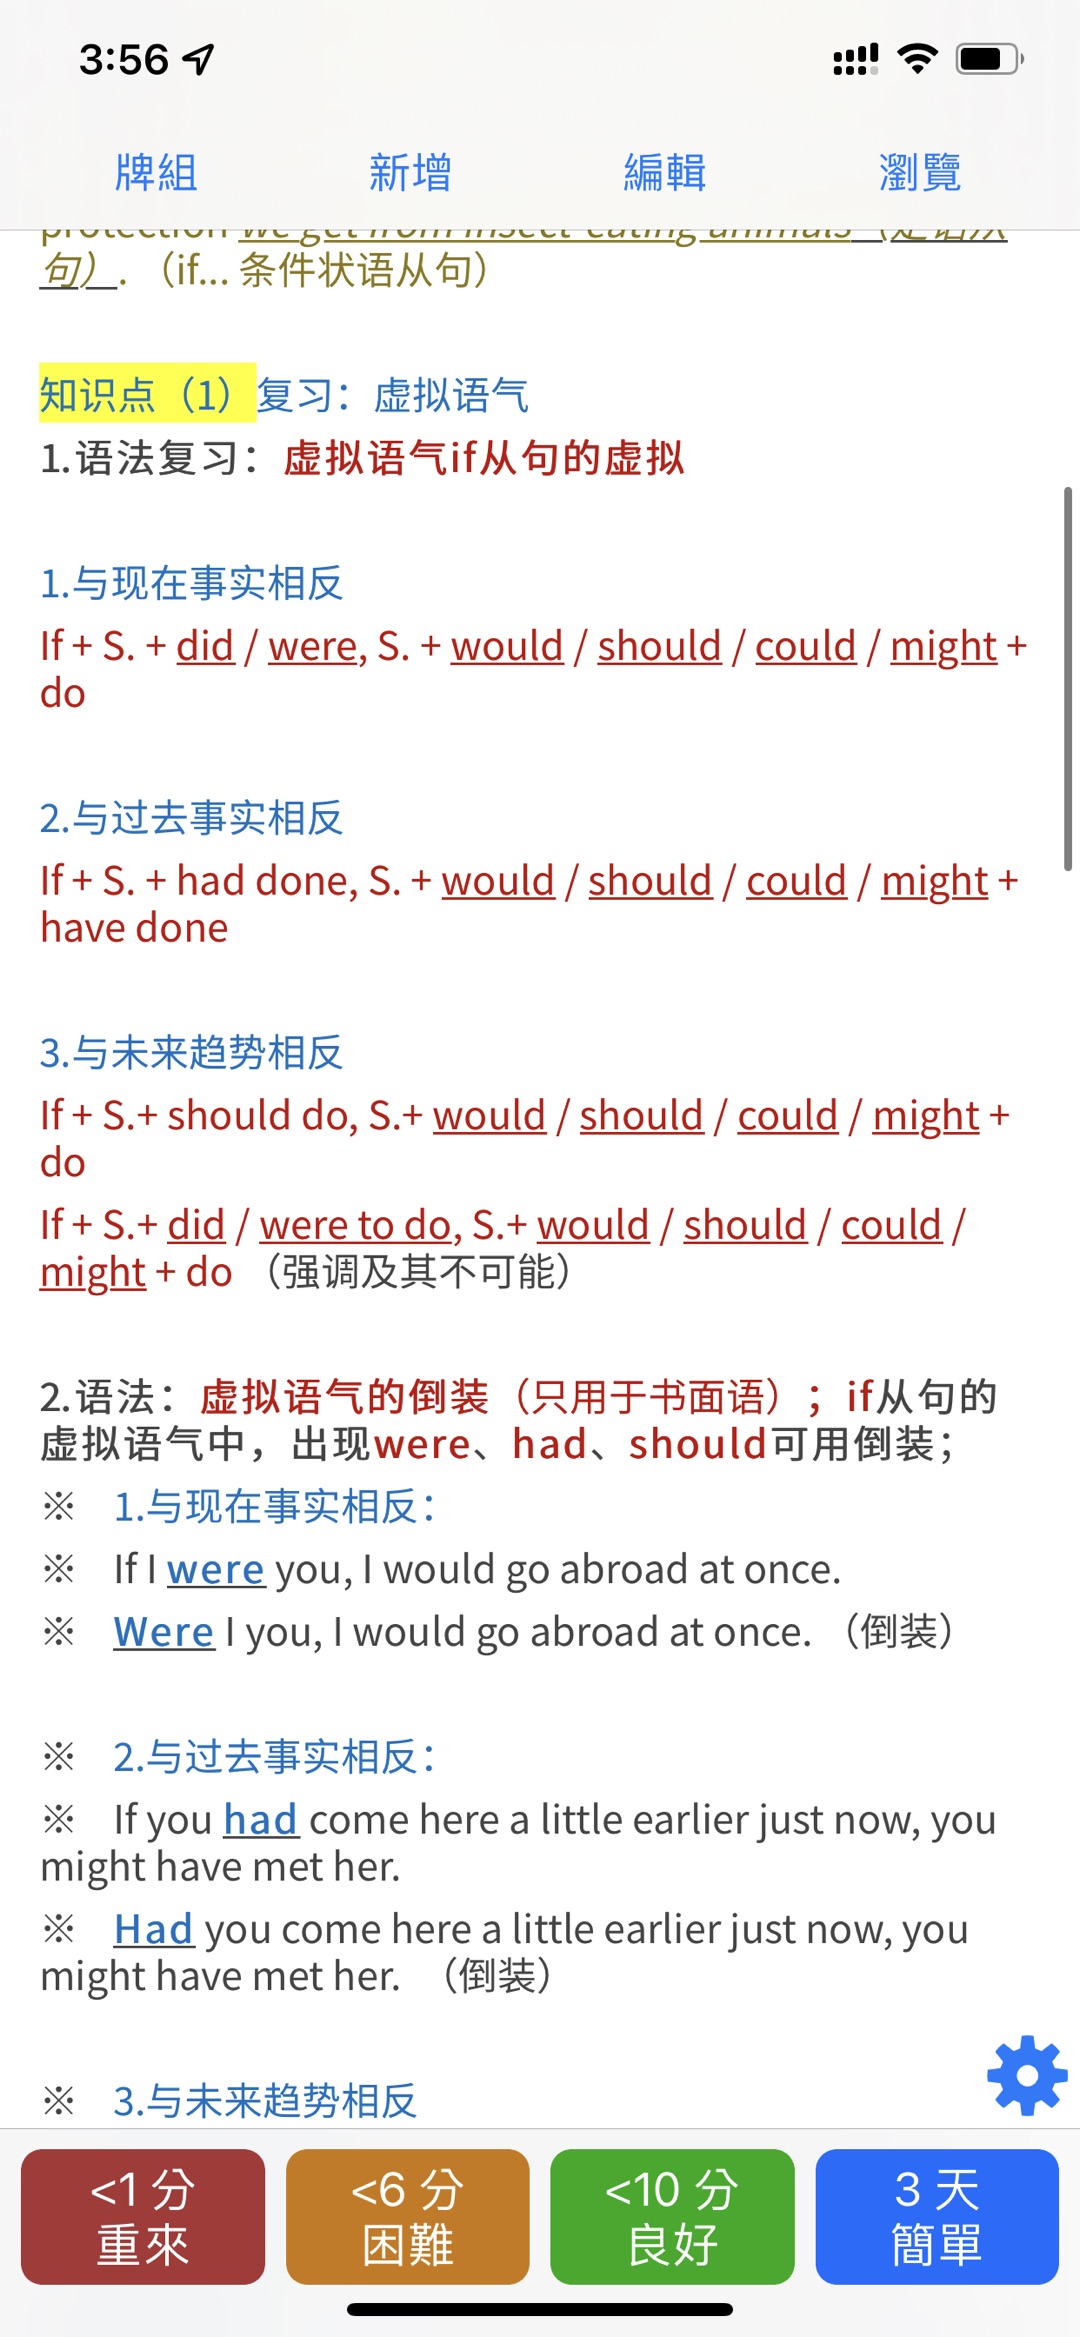 3:56
牌組 新增 編輯 瀏覽
protection we get from insect-eating animals（定语从
句）. （if... 条件状语从句）
知识点（1）复习：虚拟语气
1.语法复习：虚拟语气if从句的虚拟
1.与现在事实相反
If + S. + did / were, S. + would / should / could / might +
do
2.与过去事实相反
If + S. + had done, S. + would / should / could / might +
have done
3.与未来趋势相反
If + S.+ should do, S.+ would / should / could / might +
do
If + S.+ did / were to do, S.+ would / should / could /
might + do （强调及其不可能）
2.语法：虚拟语气的倒装（只用于书面语）；if从句的
虚拟语气中，出现were、had、should可用倒装；
※ 1.与现在事实相反：
※ If I were you, I would go abroad at once.
※ Were I you, I would go abroad at once. （倒装）
※ 2.与过去事实相反：
※ If you had come here a little earlier just now, you
might have met her.
※ Had you come here a little earlier just now, you
might have met her. （倒装）
※ 3.与未来趋势相反
<1 分 <6 分 <10 分 3 天
重來 困難 良好 簡單